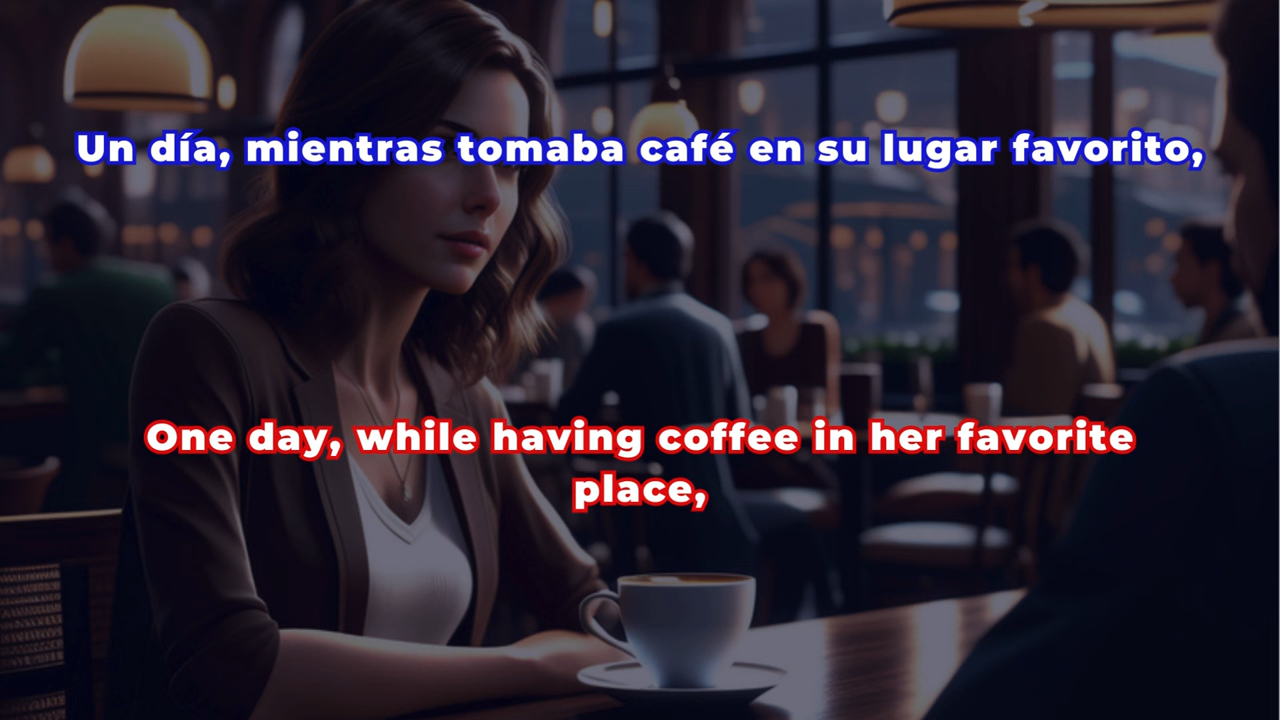 Un día, mientras tomaba café en su lugar favorito,
One day, while having coffee in her favorite
place,